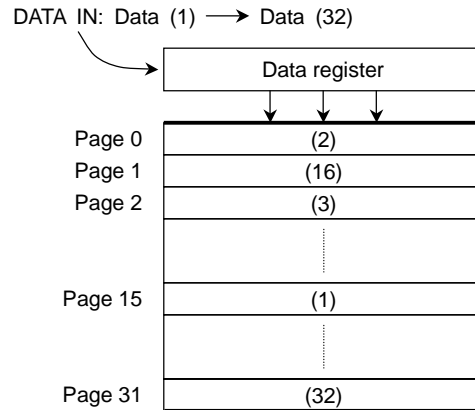 DATA IN: Data (1) → Data (32)
Data register
Page 0 (2)
Page 1 (16)
Page 2 (3)
Page 15 (1)
Page 31 (32)